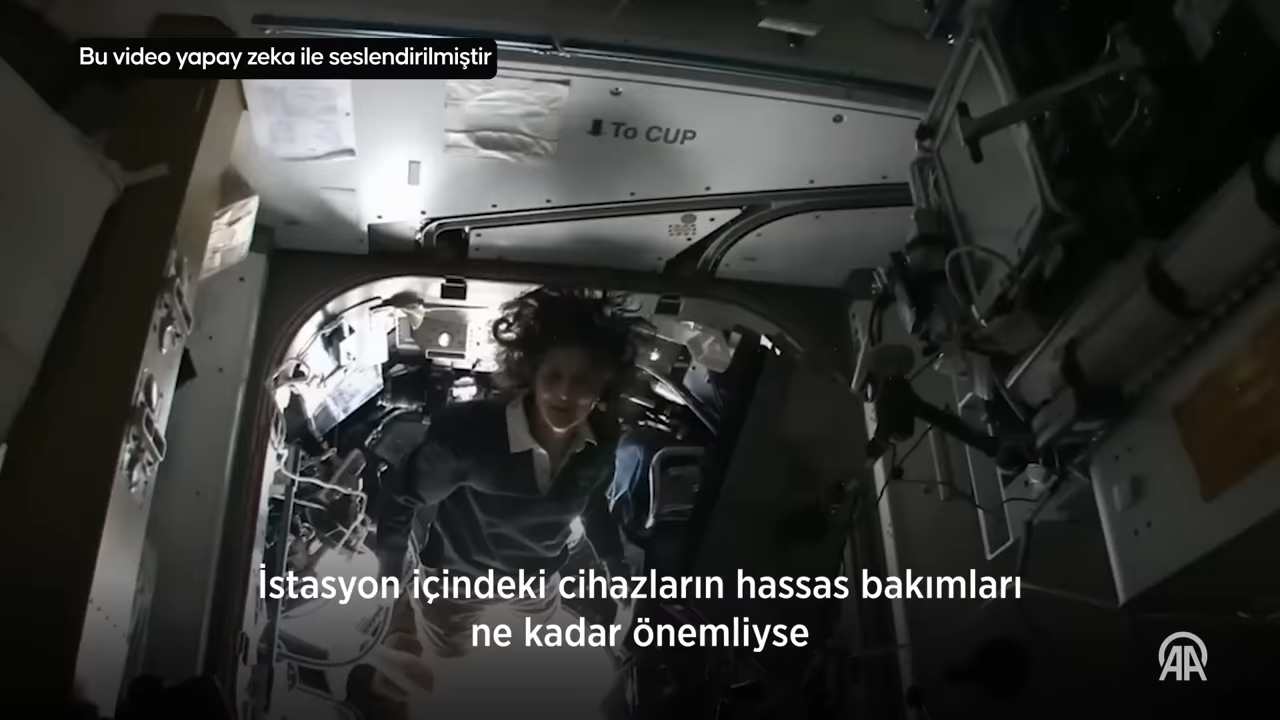 Bu video yapay zeka ile seslendirilmiştir
⬇To CUP
İstasyon içindeki cihazların hassas bakımları
ne kadar önemliyse
AA